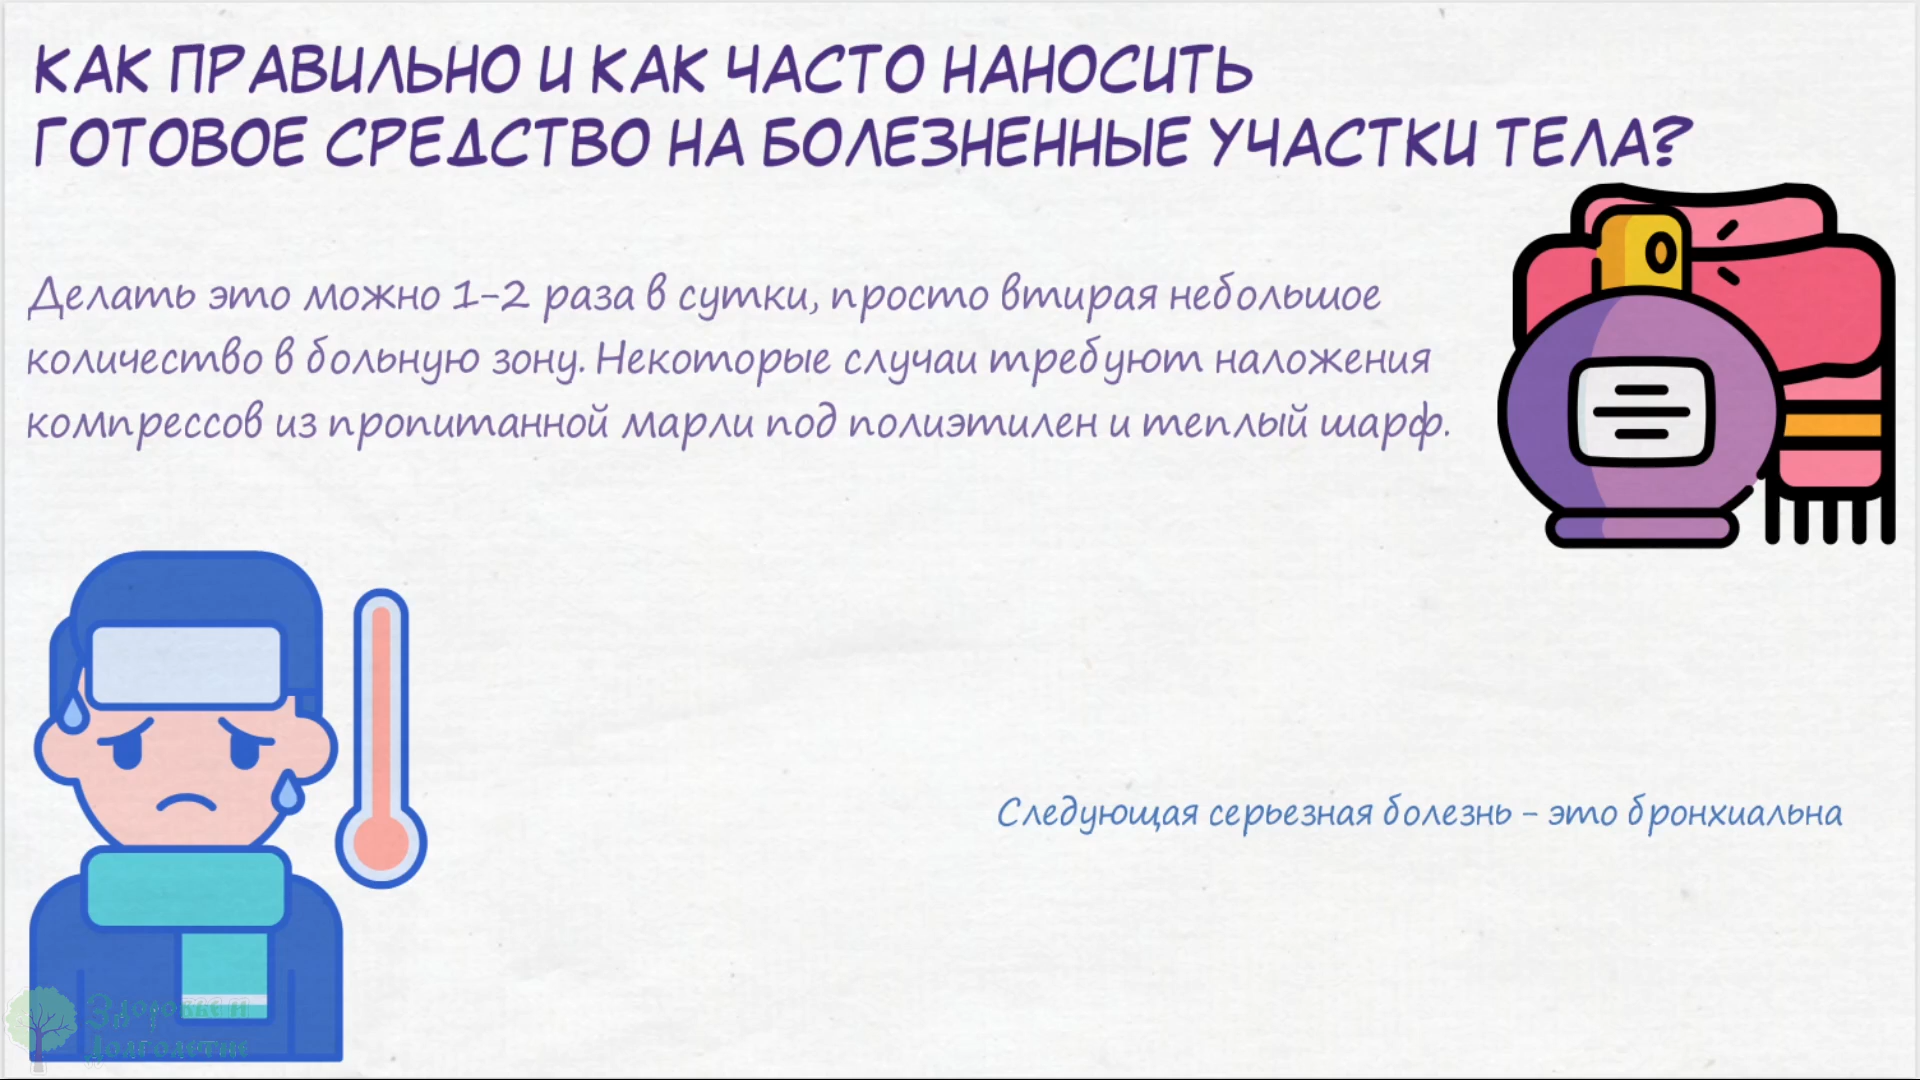 КАК ПРАВИЛЬНО И КАК ЧАСТО НАНОСИТЬ
ГОТОВОЕ СРЕДСТВО НА БОЛЕЗНЕННЫЕ УЧАСТКИ ТЕЛА?
Делать это можно 1-2 раза в сутки, просто втирая небольшое
количество в больную зону. Некоторые случаи требуют наложения
компрессов из пропитанной марли под полиэтилен и теплый шарф.
Следующая серьезная болезнь - это бронхиальна
Здоровье и
Долголетие